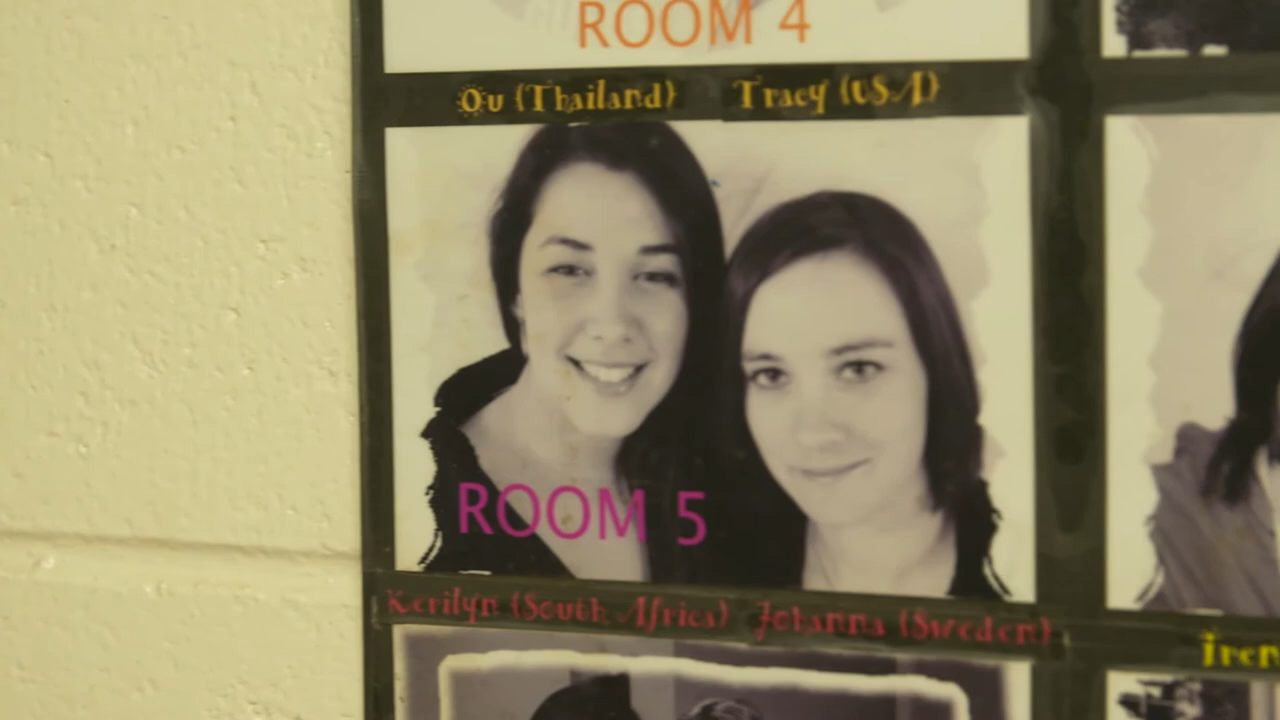 ROOM 4
Ou (Thailand) Tracy (USA)
ROOM 5
Kerilyn (South Africa) Johanna (Sweden)